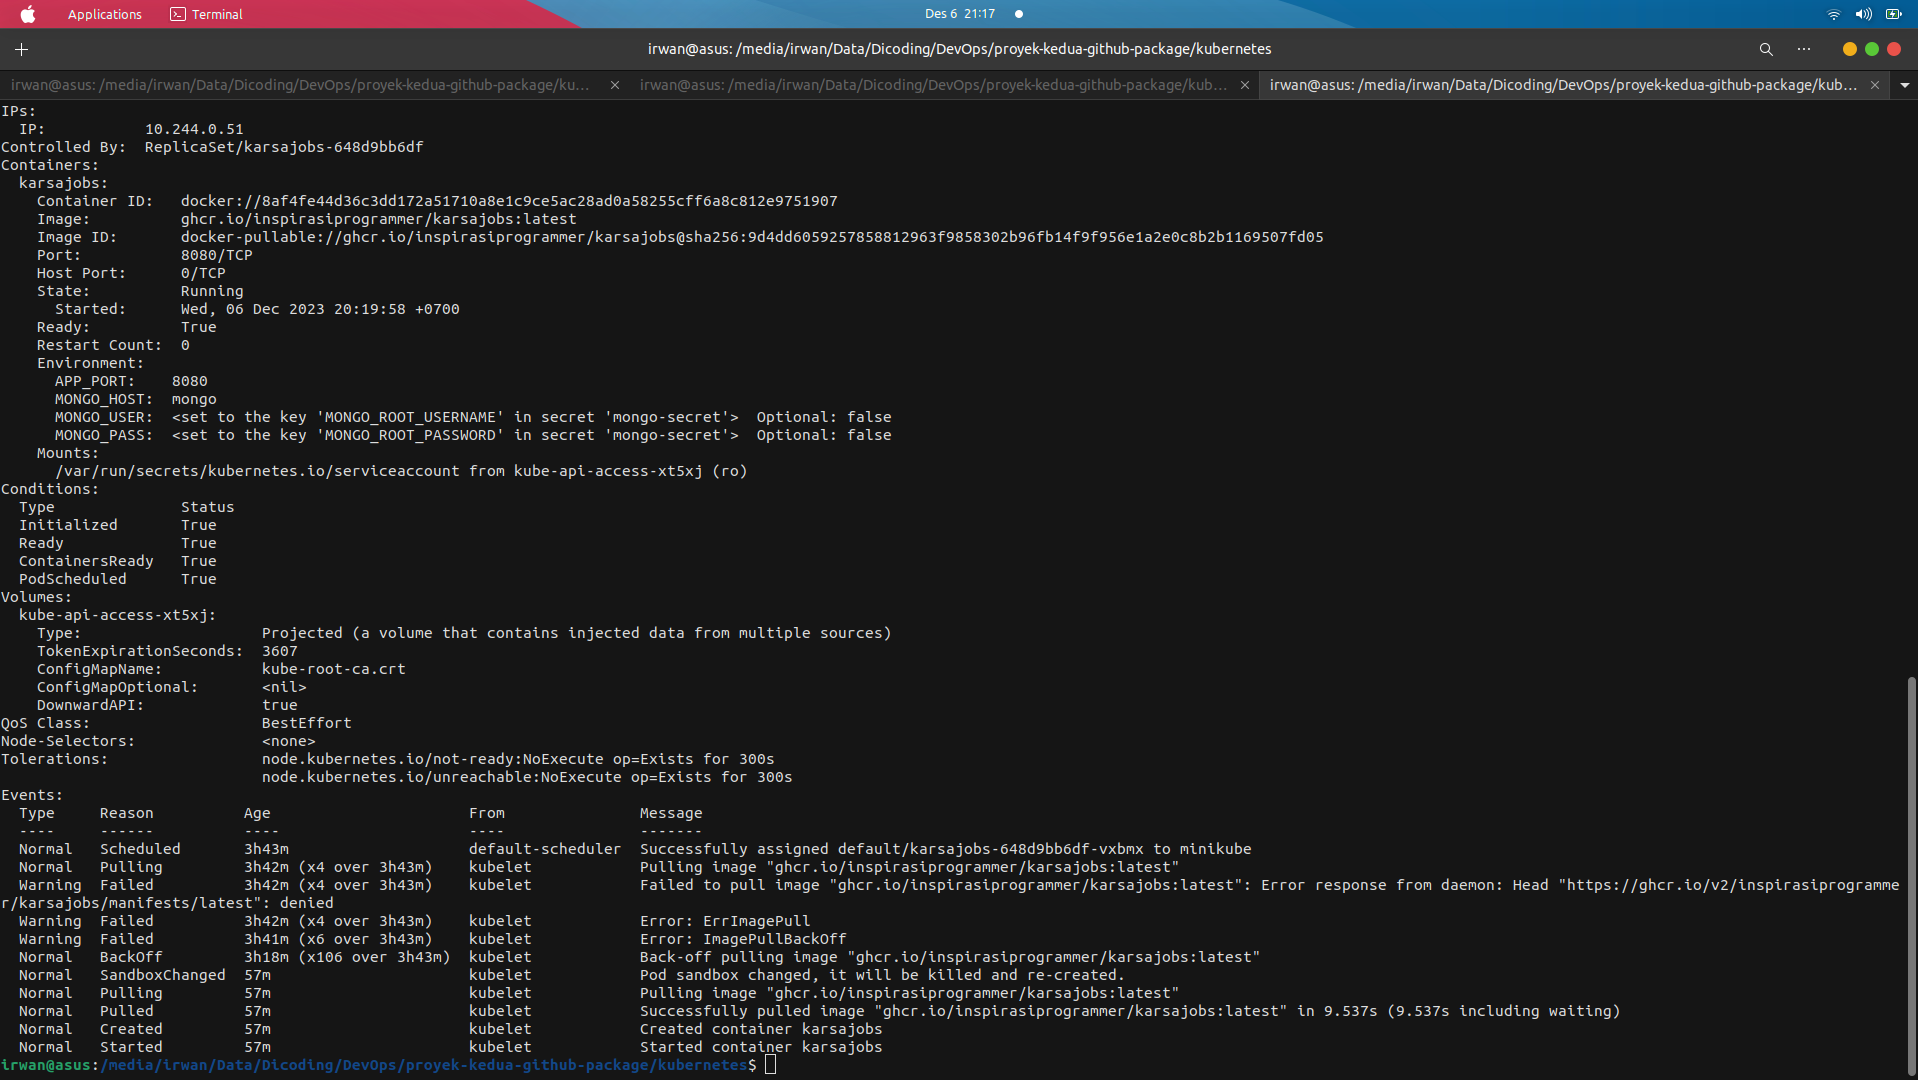 Applications Terminal Des 6 21:17
irwan@asus: /media/irwan/Data/Dicoding/DevOps/proyek-kedua-github-package/kubernetes
irwan@asus: /media/irwan/Data/Dicoding/DevOps/proyek-kedua-github-package/ku... irwan@asus: /media/irwan/Data/Dicoding/DevOps/proyek-kedua-github-package/kub... irwan@asus: /media/irwan/Data/Dicoding/DevOps/proyek-kedua-github-package/kub...
IPs:
  IP:           10.244.0.51
Controlled By:  ReplicaSet/karsajobs-648d9bb6df
Containers:
  karsajobs:
    Container ID:   docker://8af4fe44d36c3dd172a51710a8e1c9ce5ac28ad0a58255cff6a8c812e9751907
    Image:          ghcr.io/inspirasiprogrammer/karsajobs:latest
    Image ID:       docker-pullable://ghcr.io/inspirasiprogrammer/karsajobs@sha256:9d4dd6059257858812963f9858302b96fb14f9f956e1a2e0c8b2b1169507fd05
    Port:           8080/TCP
    Host Port:      0/TCP
    State:          Running
      Started:      Wed, 06 Dec 2023 20:19:58 +0700
    Ready:          True
    Restart Count:  0
    Environment:
      APP_PORT:    8080
      MONGO_HOST:  mongo
      MONGO_USER:  <set to the key 'MONGO_ROOT_USERNAME' in secret 'mongo-secret'>  Optional: false
      MONGO_PASS:  <set to the key 'MONGO_ROOT_PASSWORD' in secret 'mongo-secret'>  Optional: false
    Mounts:
      /var/run/secrets/kubernetes.io/serviceaccount from kube-api-access-xt5xj (ro)
Conditions:
  Type              Status
  Initialized       True
  Ready             True
  ContainersReady   True
  PodScheduled      True
Volumes:
  kube-api-access-xt5xj:
    Type:                    Projected (a volume that contains injected data from multiple sources)
    TokenExpirationSeconds:  3607
    ConfigMapName:           kube-root-ca.crt
    ConfigMapOptional:       <nil>
    DownwardAPI:             true
QoS Class:                   BestEffort
Node-Selectors:              <none>
Tolerations:                 node.kubernetes.io/not-ready:NoExecute op=Exists for 300s
                             node.kubernetes.io/unreachable:NoExecute op=Exists for 300s
Events:
  Type     Reason          Age                     From               Message
  ----     ------          ----                    ----               -------
  Normal   Scheduled       3h43m                   default-scheduler  Successfully assigned default/karsajobs-648d9bb6df-vxbmx to minikube
  Normal   Pulling         3h42m (x4 over 3h43m)   kubelet            Pulling image "ghcr.io/inspirasiprogrammer/karsajobs:latest"
  Warning  Failed          3h42m (x4 over 3h43m)   kubelet            Failed to pull image "ghcr.io/inspirasiprogrammer/karsajobs:latest": Error response from daemon: Head "https://ghcr.io/v2/inspirasiprogramme
r/karsajobs/manifests/latest": denied
  Warning  Failed          3h42m (x4 over 3h43m)   kubelet            Error: ErrImagePull
  Warning  Failed          3h41m (x6 over 3h43m)   kubelet            Error: ImagePullBackOff
  Normal   BackOff         3h18m (x106 over 3h43m)  kubelet            Back-off pulling image "ghcr.io/inspirasiprogrammer/karsajobs:latest"
  Normal   SandboxChanged  57m                     kubelet            Pod sandbox changed, it will be killed and re-created.
  Normal   Pulling         57m                     kubelet            Pulling image "ghcr.io/inspirasiprogrammer/karsajobs:latest"
  Normal   Pulled          57m                     kubelet            Successfully pulled image "ghcr.io/inspirasiprogrammer/karsajobs:latest" in 9.537s (9.537s including waiting)
  Normal   Created         57m                     kubelet            Created container karsajobs
  Normal   Started         57m                     kubelet            Started container karsajobs
irwan@asus:/media/irwan/Data/Dicoding/DevOps/proyek-kedua-github-package/kubernetes$